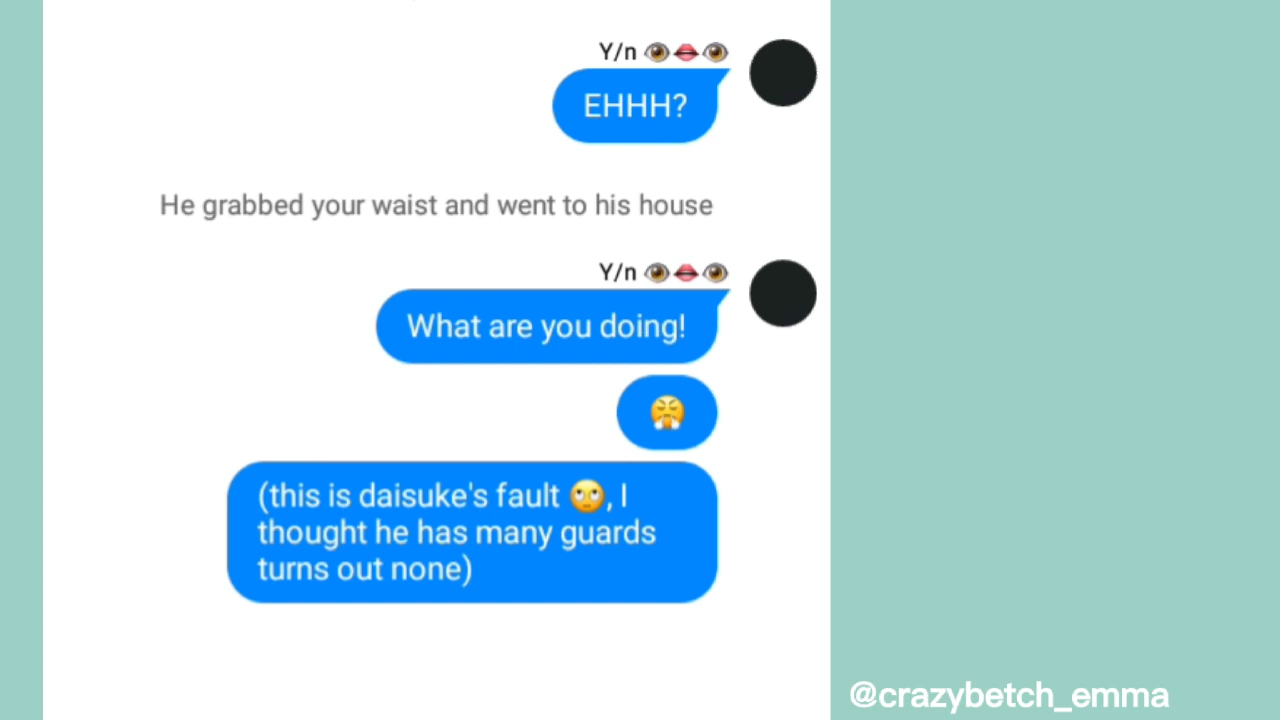 Y/n 👁️👄👁️
EHHH?
He grabbed your waist and went to his house
Y/n 👁️👄👁️
What are you doing!
😤
(this is daisuke's fault 🙄, I
thought he has many guards
turns out none)
@crazybetch_emma